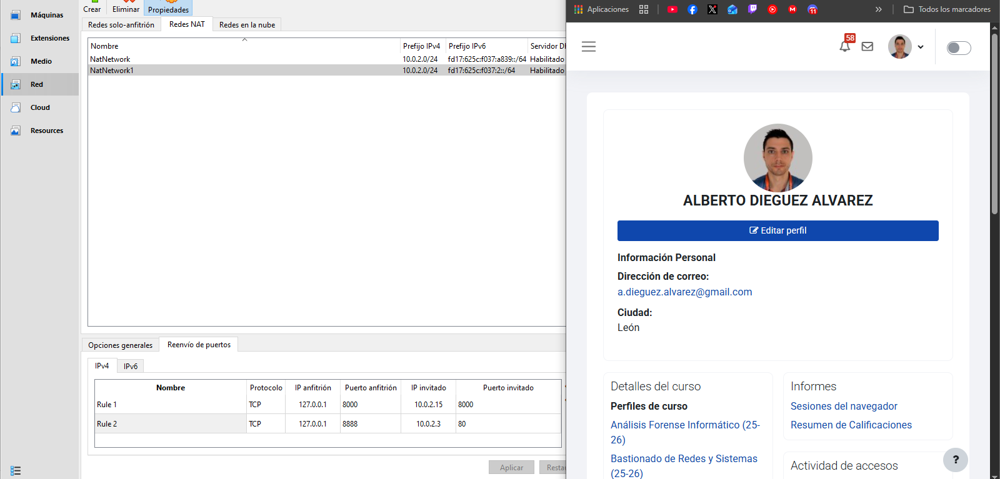 Crear Eliminar Propiedades
Máquinas
Extensiones
Medio
Red
Cloud
Resources
Redes solo-anfitrión Redes NAT Redes en la nube
Nombre Prefijo IPv4 Prefijo IPv6 Servidor
NatNetwork 10.0.2.0/24 fd17:625c:f037:a839::/64 Habilitado
NatNetwork1 10.0.2.0/24 fd17:625c:f037:2::/64 Habilitado
Opciones generales Reenvío de puertos
IPv4 IPv6
Nombre Protocolo IP anfitrión Puerto anfitrión IP invitado Puerto invitado
Rule 1 TCP 127.0.0.1 8000 10.0.2.15 8000
Rule 2 TCP 127.0.0.1 8888 10.0.2.3 80
Aplicar Resta
Aplicaciones 11 » Todos los marcadores
58
ALBERTO DIEGUEZ ALVAREZ
Editar perfil
Información Personal
Dirección de correo:
a.dieguez.alvarez@gmail.com
Ciudad:
León
Detalles del curso
Perfiles de curso
Análisis Forense Informático (25-
26)
Bastionado de Redes y Sistemas
(25-26)
Informes
Sesiones del navegador
Resumen de Calificaciones
Actividad de accesos
?